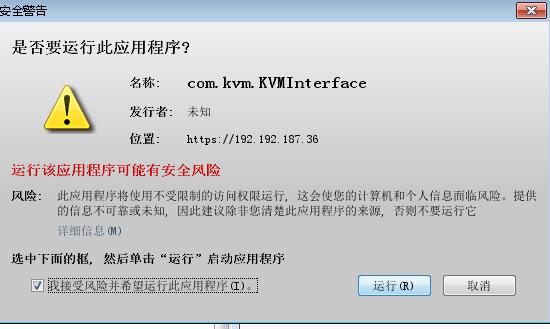 安全警告
是否要运行此应用程序?
名称: com.kvm.KVMInterface
发行者: 未知
位置: https://192.192.187.36
运行该应用程序可能有安全风险
风险: 此应用程序将使用不受限制的访问权限运行, 这会使您的计算机和个人信息面临风险。提供
的信息不可靠或未知, 因此建议除非您清楚此应用程序的来源, 否则不要运行它
详细信息(M)
选中下面的框, 然后单击“运行”启动应用程序
我接受风险并希望运行此应用程序(I)。
运行(R) 取消